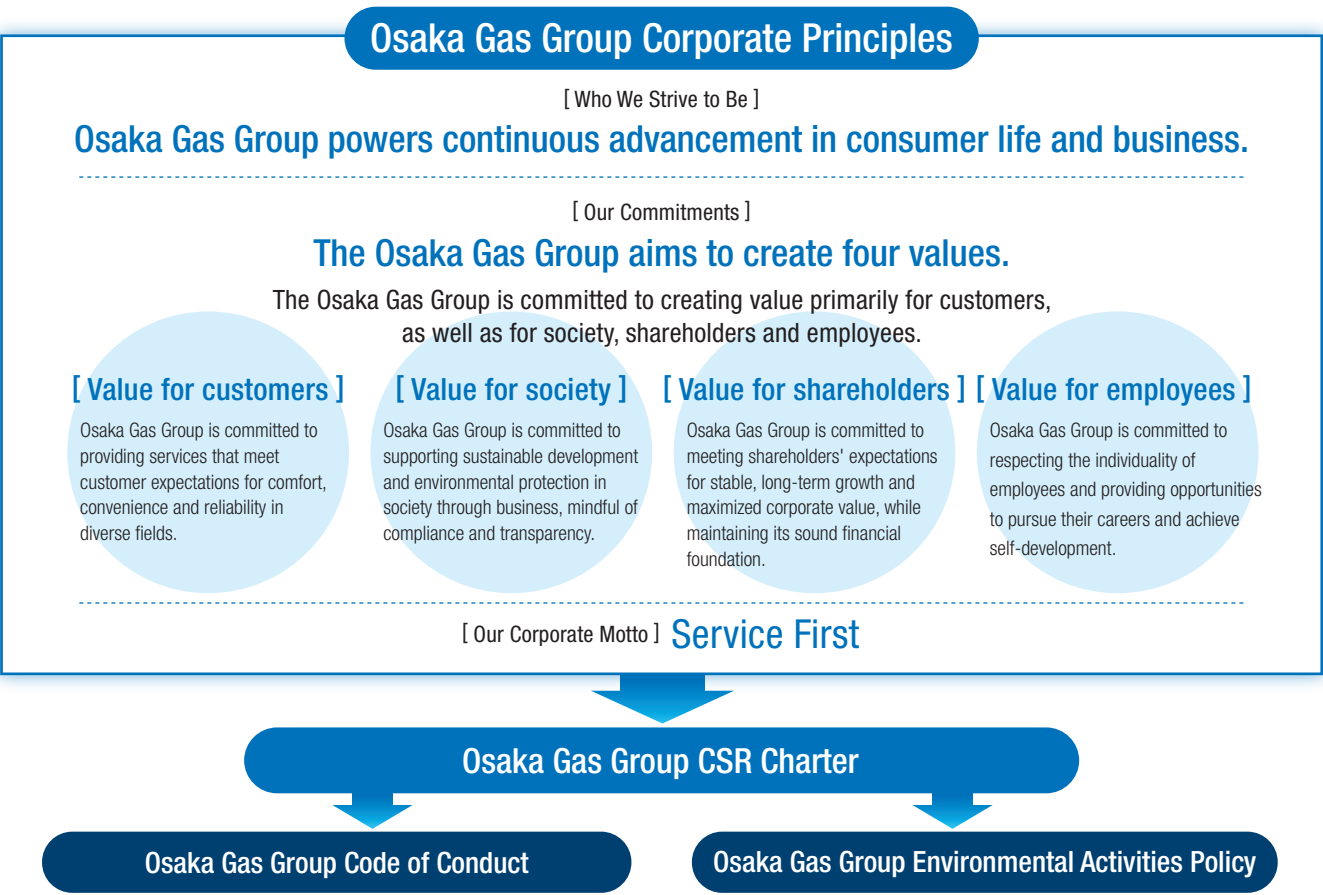 Osaka Gas Group Corporate Principles
[ Who We Strive to Be ]
Osaka Gas Group powers continuous advancement in consumer life and business.
[ Our Commitments ]
The Osaka Gas Group aims to create four values.
The Osaka Gas Group is committed to creating value primarily for customers,
as well as for society, shareholders and employees.
[ Value for customers ]
Osaka Gas Group is committed to
providing services that meet
customer expectations for comfort,
convenience and reliability in
diverse fields.
[ Value for society ]
Osaka Gas Group is committed to
supporting sustainable development
and environmental protection in
society through business, mindful of
compliance and transparency.
[ Value for shareholders ]
Osaka Gas Group is committed to
meeting shareholders' expectations
for stable, long-term growth and
maximized corporate value, while
maintaining its sound financial
foundation.
[ Value for employees ]
Osaka Gas Group is committed to
respecting the individuality of
employees and providing opportunities
to pursue their careers and achieve
self-development.
[ Our Corporate Motto ] Service First
Osaka Gas Group CSR Charter
Osaka Gas Group Code of Conduct
Osaka Gas Group Environmental Activities Policy